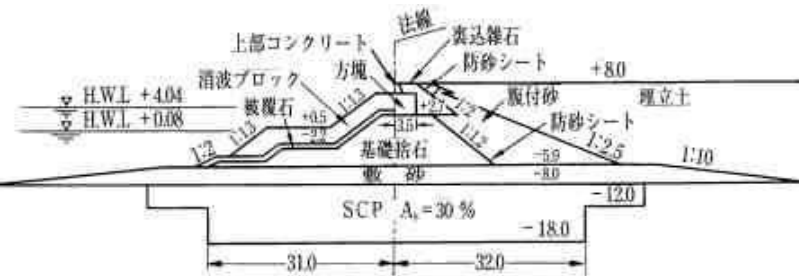 法線
上部コンクリート
裏込雑石
消波ブロック
方塊
防砂シート
+8.0
H.W.L +4.04
被覆石
1:1.3
1:2
腹付砂
埋立土
H.W.L +0.08
+0.5
+2.1
3.5
防砂シート
1:2
1:1.3
1:1.2
1:2.5
1:10
基礎捨石
-5.9
敷 砂
-8.0
SCP As=30 %
-12.0
-18.0
31.0
32.0